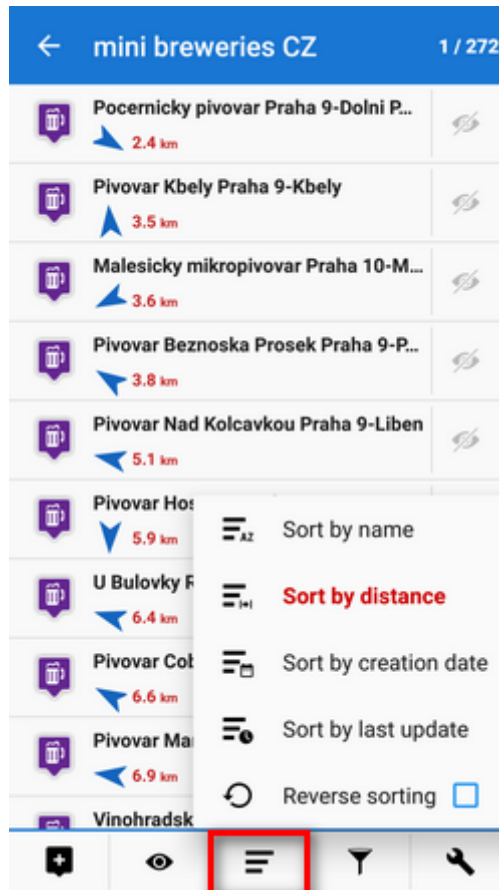 mini breweries CZ 1 / 272
Pocernicky pivovar Praha 9-Dolni P...
2.4 km
Pivovar Kbely Praha 9-Kbely
3.5 km
Malesicky mikropivovar Praha 10-M...
3.6 km
Pivovar Beznoska Prosek Praha 9-P...
3.8 km
Pivovar Nad Kolcavkou Praha 9-Liben
5.1 km
Pivovar Hos
5.9 km
U Bulovky
6.4 km
Pivovar Cob
6.6 km
Pivovar Mar
6.9 km
Vinohradsk
AZ Sort by name
Sort by distance
Sort by creation date
Sort by last update
Reverse sorting